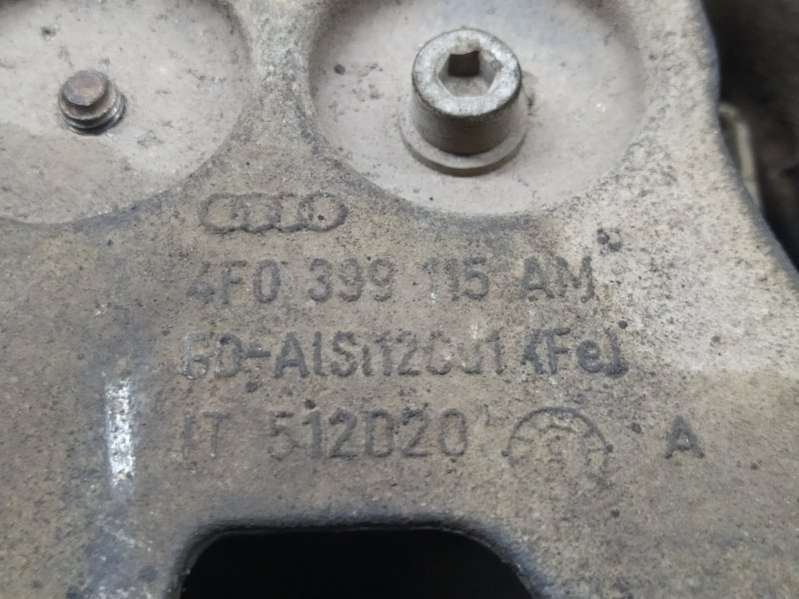 4F0 399 115 AM
GD-AlSi12Cu1 (Fe)
IT 512020
A